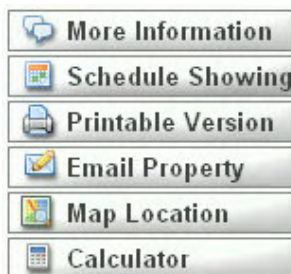 More Information
Schedule Showing
Printable Version
Email Property
Map Location
Calculator